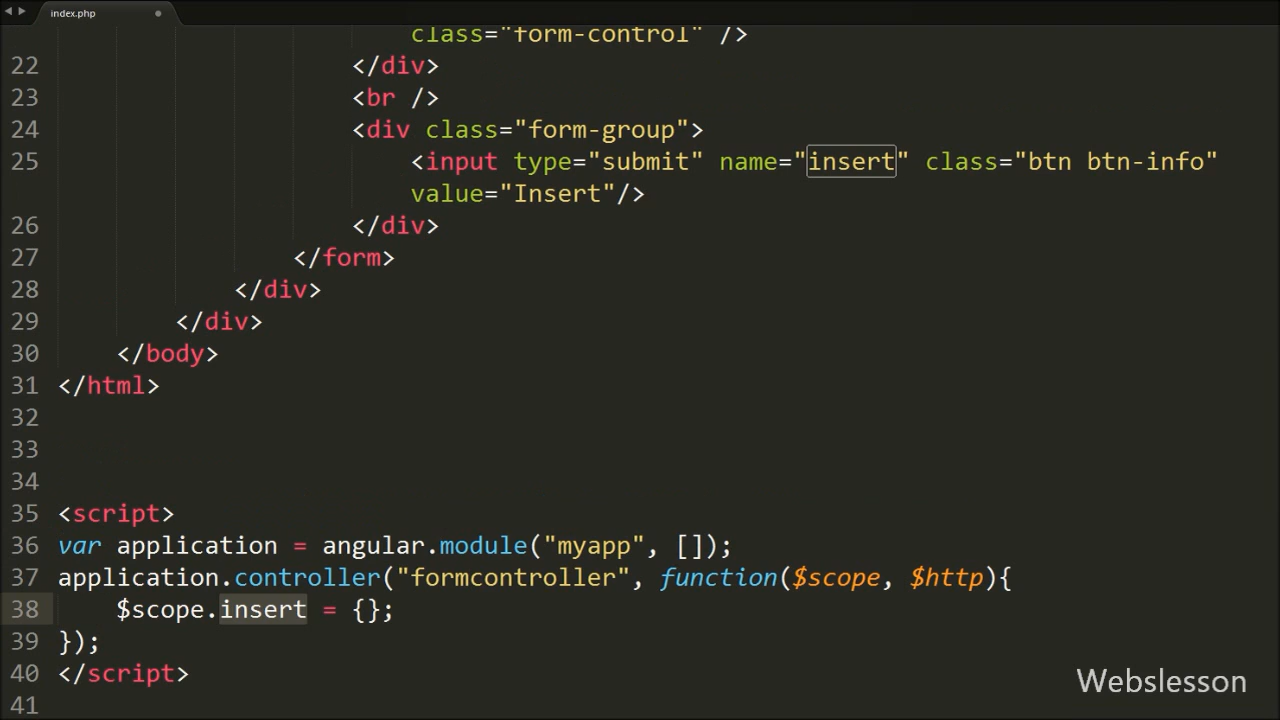 index.php
class="form-control" />
22 </div>
23 <br />
24 <div class="form-group">
25 <input type="submit" name="insert" class="btn btn-info"
value="Insert"/>
26 </div>
27 </form>
28 </div>
29 </div>
30 </body>
31 </html>
32
33
34
35 <script>
36 var application = angular.module("myapp", []);
37 application.controller("formcontroller", function($scope, $http){
38 $scope.insert = {};
39 });
40 </script>
41
Webslesson